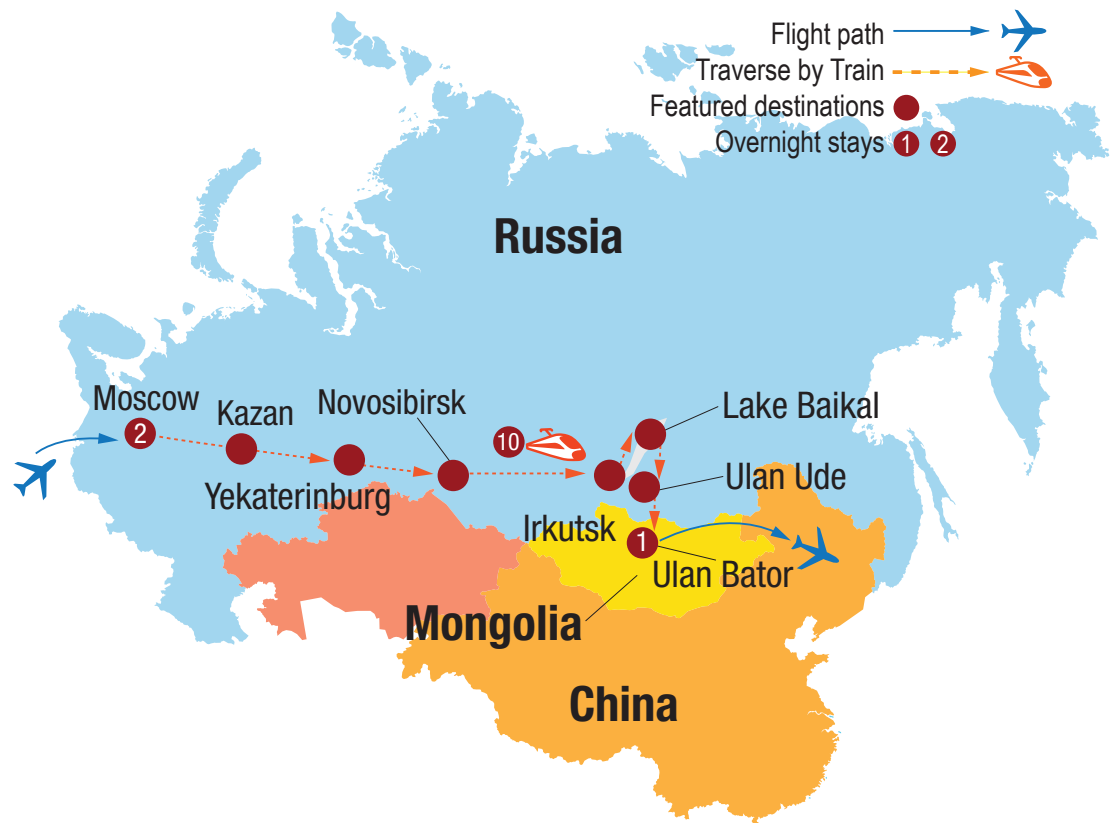 Flight path
Traverse by Train
Featured destinations
Overnight stays 1 2
Russia
Moscow
2
Kazan
Yekaterinburg
Novosibirsk
10
Lake Baikal
Ulan Ude
Irkutsk
1
Ulan Bator
Mongolia
China